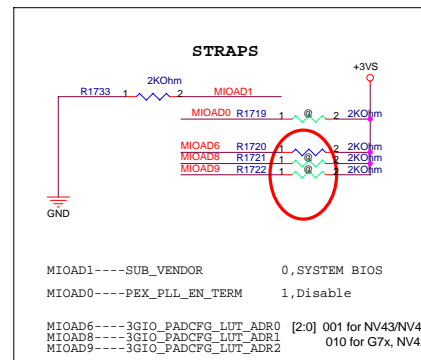 STRAPS
+3VS
2KOhm
R1733 1 2 MIOAD1
MIOAD0 R1719 1 @ 2 2KOhm
MIOAD6 R1720 1 @ 2 2KOhm
MIOAD8 R1721 1 @ 2 2KOhm
MIOAD9 R1722 1 2 2KOhm
GND
MIOAD1----SUB_VENDOR 0,SYSTEM BIOS
MIOAD0----PEX_PLL_EN_TERM 1,Disable
MIOAD6----3GIO_PADCFG_LUT_ADR0 [2:0] 001 for NV43/NV4
MIOAD8----3GIO_PADCFG_LUT_ADR1 010 for G7x, NV4
MIOAD9----3GIO_PADCFG_LUT_ADR2